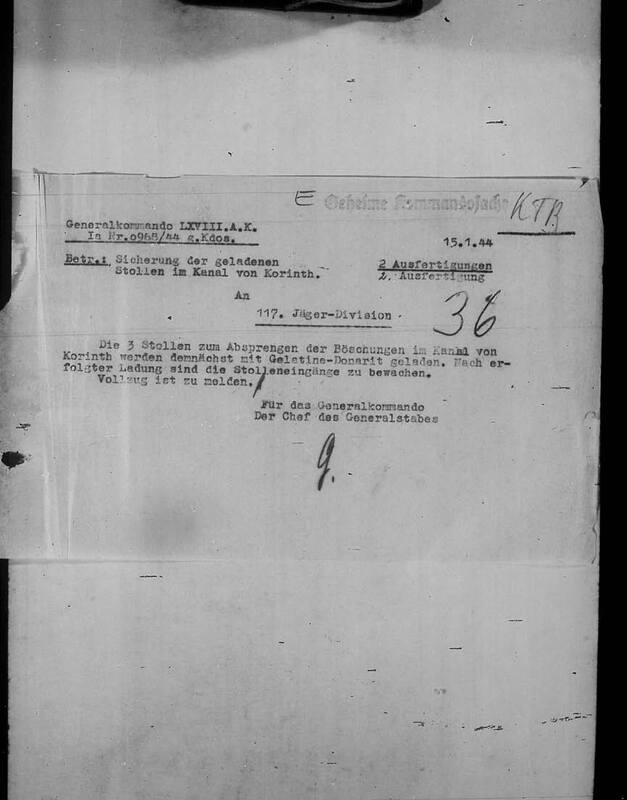 E Geheime Kommandosache KTB
Generalkommando LXVIII.A.K.
Ia Nr.0968/44 g.Kdos.
15.1.44
Betr.: Sicherung der geladenen
Stollen im Kanal von Korinth.
2 Ausfertigungen
2. Ausfertigung
An
117. Jäger-Division.
36
Die 3 Stollen zum Absprengen der Böschungen im Kanal von
Korinth werden demnächst mit Gelatine-Donarit geladen. Nach er-
folgter Ladung sind die Stolleneingänge zu bewachen.
Vollzug ist zu melden.
Für das Generalkommando
Der Chef des Generalstabes
g.